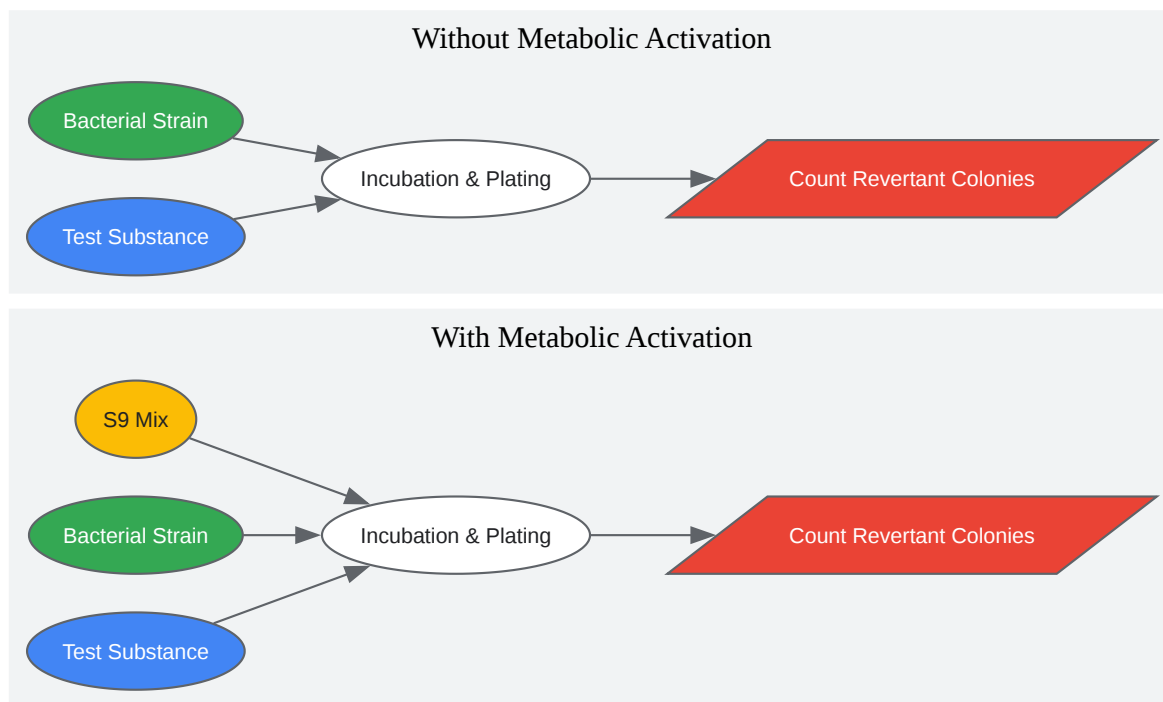 Without Metabolic Activation
Bacterial Strain
Test Substance
Incubation & Plating
Count Revertant Colonies
With Metabolic Activation
S9 Mix
Bacterial Strain
Test Substance
Incubation & Plating
Count Revertant Colonies